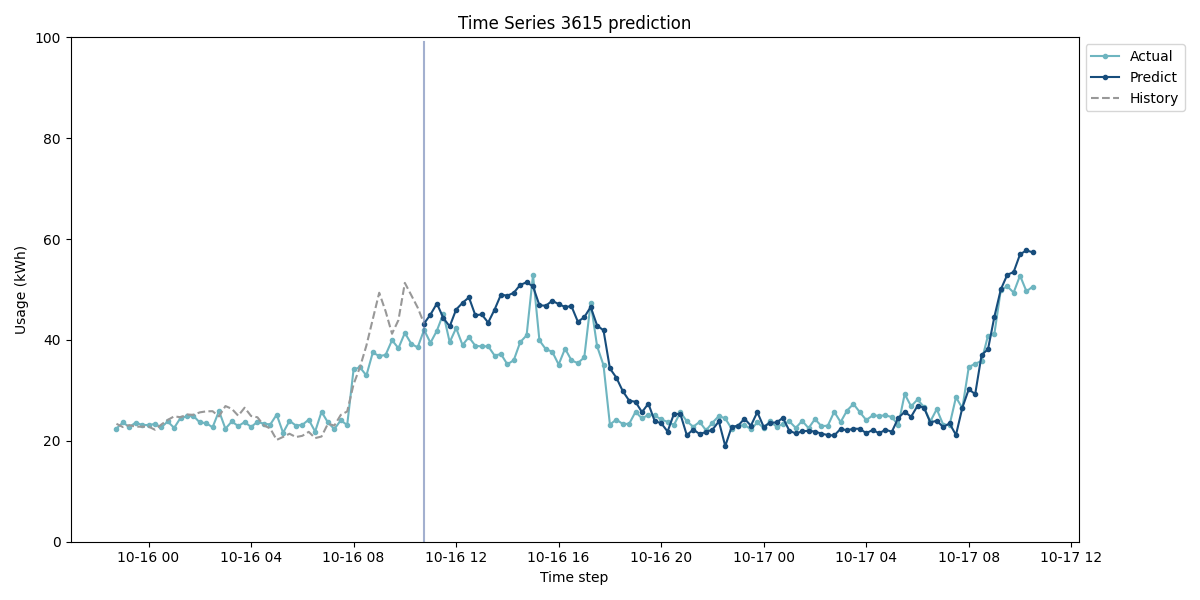 Time Series 3615 prediction
100
80
60
40
20
0
Usage (kWh)
10-16 00
10-16 04
10-16 08
10-16 12
10-16 16
10-16 20
10-17 00
10-17 04
10-17 08
10-17 12
Time step
Actual
Predict
History